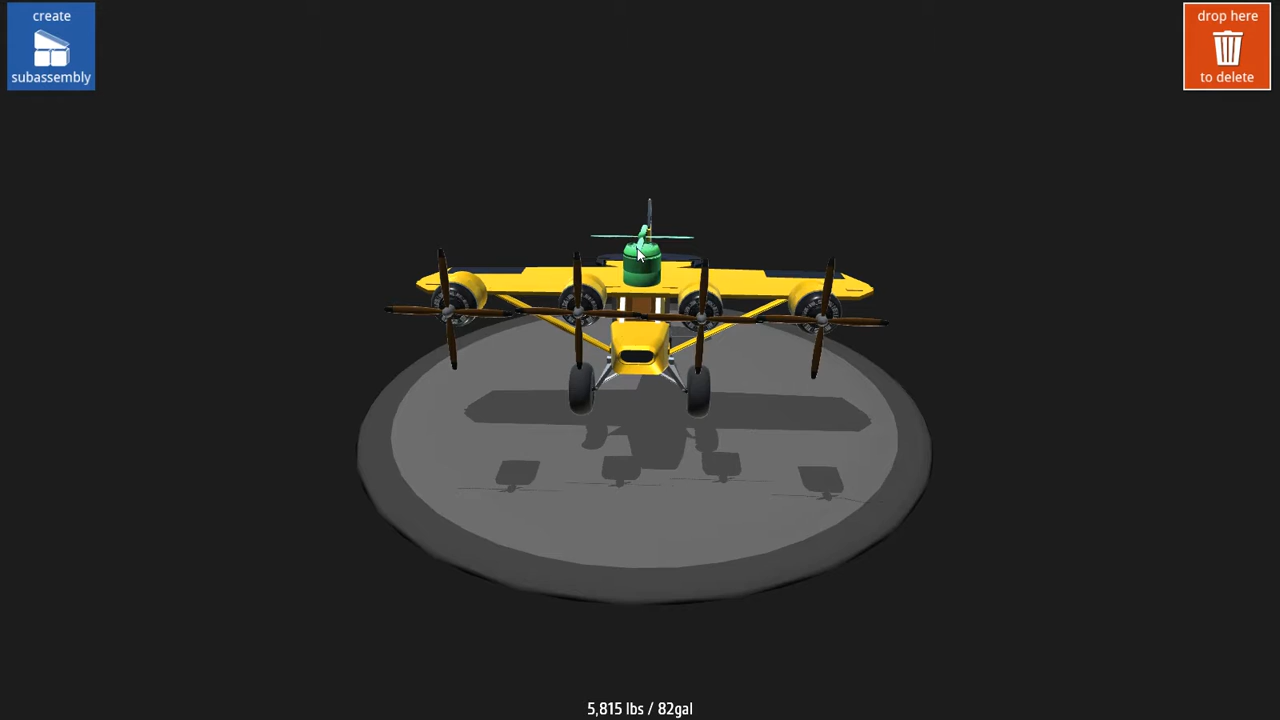 create
subassembly
drop here
to delete
5,815 lbs / 82gal